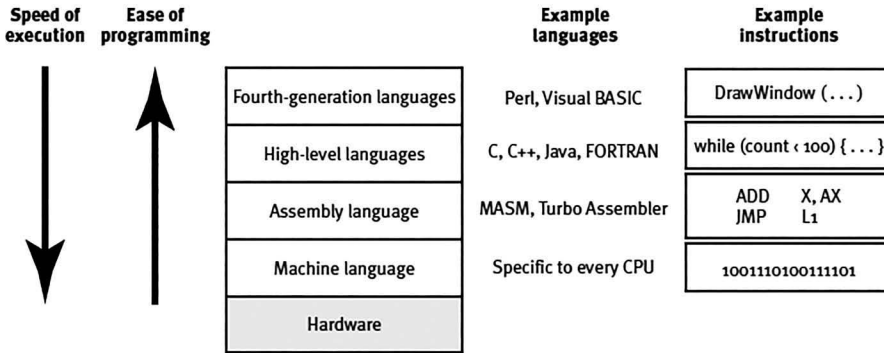 Speed of execution
Ease of programming
Example languages
Example instructions
Fourth-generation languages
Perl, Visual BASIC
DrawWindow (...)
High-level languages
C, C++, Java, FORTRAN
while (count < 100) {...}
Assembly language
MASM, Turbo Assembler
ADD X, AX
JMP L1
Machine language
Specific to every CPU
1001110100111101
Hardware